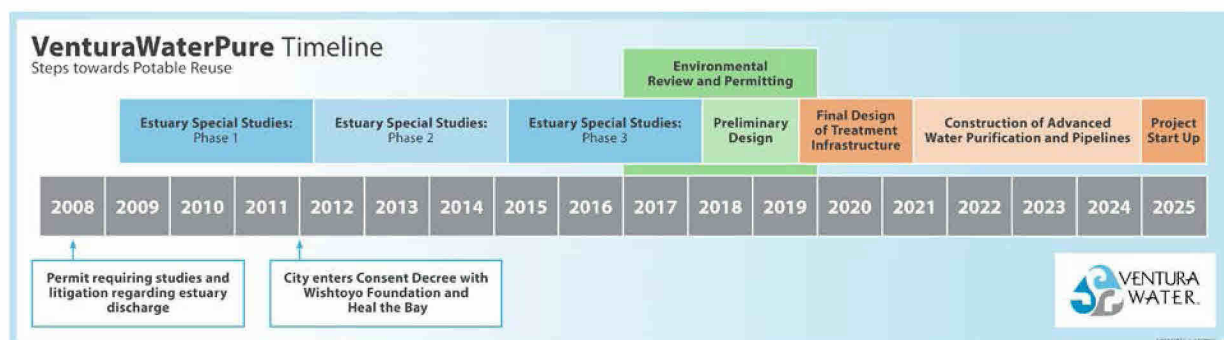 VenturaWaterPure Timeline
Steps towards Potable Reuse
Environmental
Review and Permitting
Estuary Special Studies:
Phase 1
Estuary Special Studies:
Phase 2
Estuary Special Studies:
Phase 3
Preliminary
Design
Final Design
of Treatment
Infrastructure
Construction of Advanced
Water Purification and Pipelines
Project
Start Up
2008 2009 2010 2011 2012 2013 2014 2015 2016 2017 2018 2019 2020 2021 2022 2023 2024 2025
Permit requiring studies and
litigation regarding estuary
discharge
City enters Consent Decree with
Wishtoyo Foundation and
Heal the Bay
VENTURA
WATER